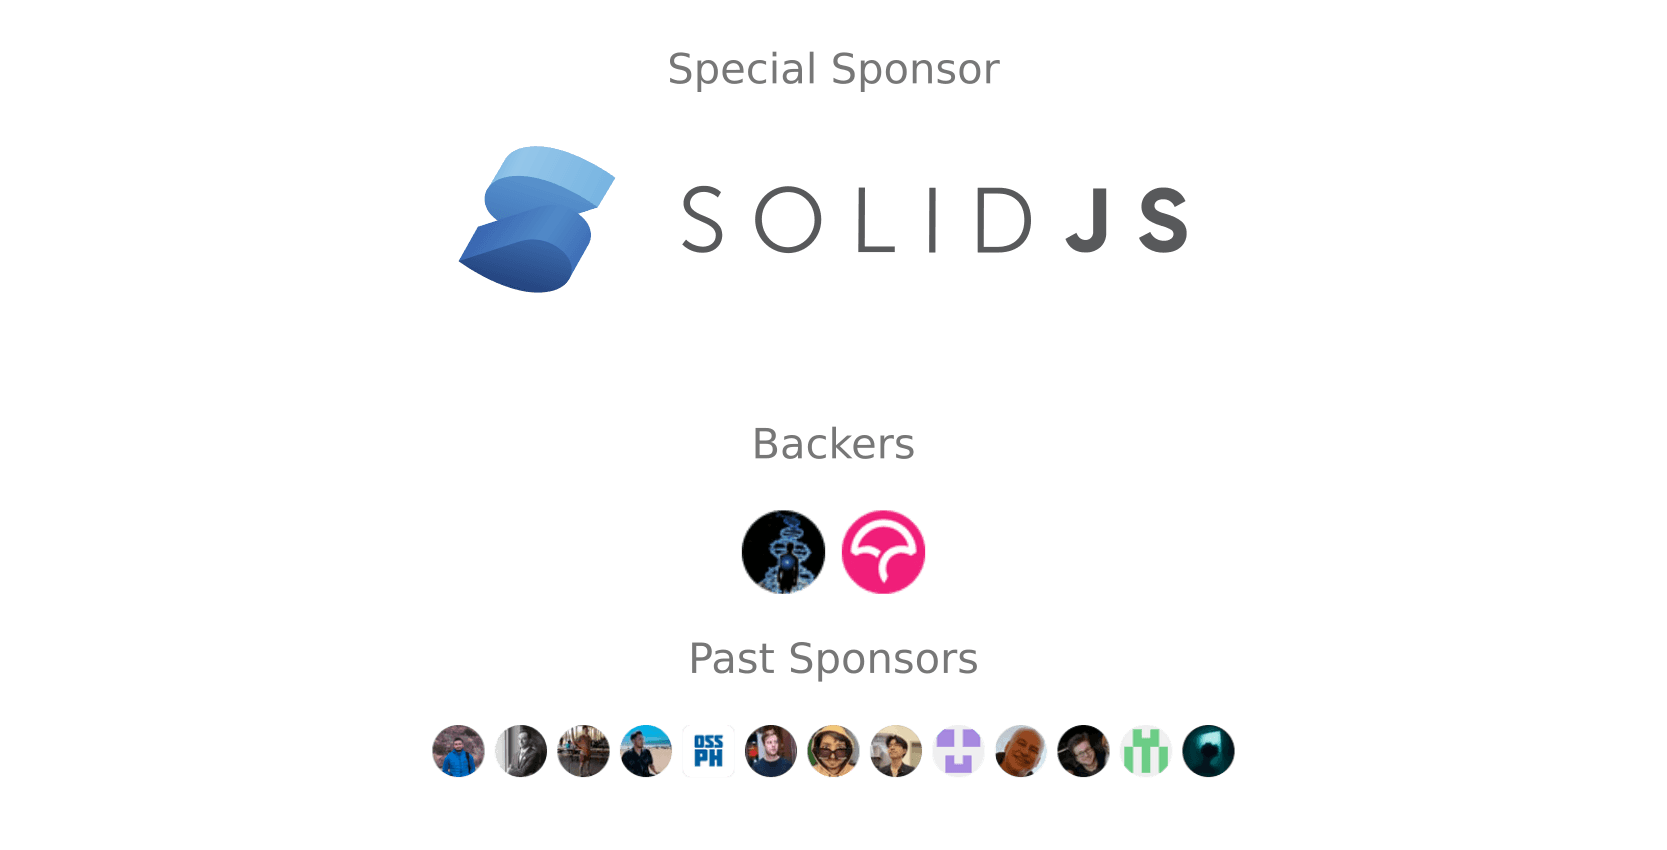 Special Sponsor
SOLIDJS
Backers
Past Sponsors
OSS
PH